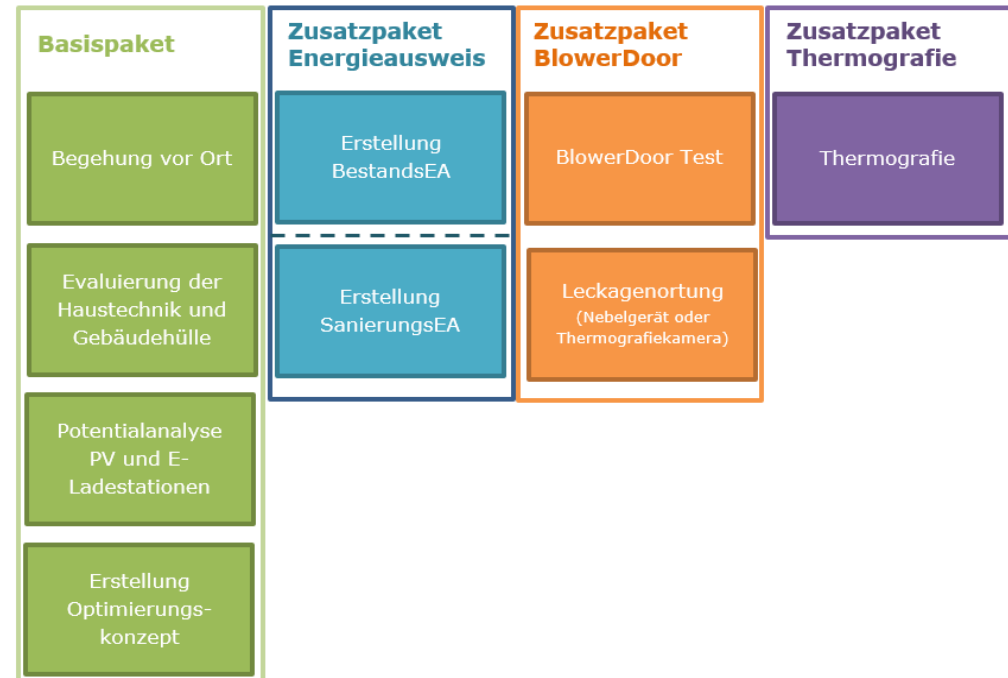 Basispaket
Begehung vor Ort
Evaluierung der
Haustechnik und
Gebäudehülle
Potentialanalyse
PV und E-
Ladestationen
Erstellung
Optimierungs-
konzept
Zusatzpaket
Energieausweis
Erstellung
BestandsEA
Erstellung
SanierungsEA
Zusatzpaket
BlowerDoor
BlowerDoor Test
Leckagenortung
(Nebelgerät oder
Thermografiekamera)
Zusatzpaket
Thermografie
Thermografie